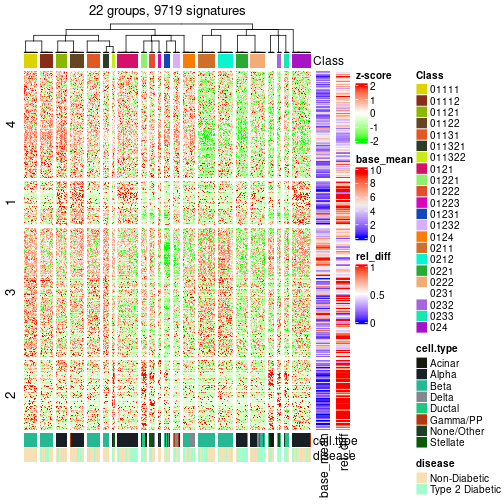 22 groups, 9719 signatures
Class
4
1
3
2
cell.type
disease
base_mean
z-score
2
1
0
-1
-2
base_mean
10
8
6
4
2
0
rel_diff
1
0.5
0
Class
01111
01112
01121
01122
01131
011321
011322
0121
01221
01222
01223
01231
01232
0124
0211
0212
0221
0222
0231
0232
0233
024
cell.type
Acinar
Alpha
Beta
Delta
Ductal
Gamma/PP
None/Other
Stellate
disease
Non-Diabetic
Type 2 Diabetic